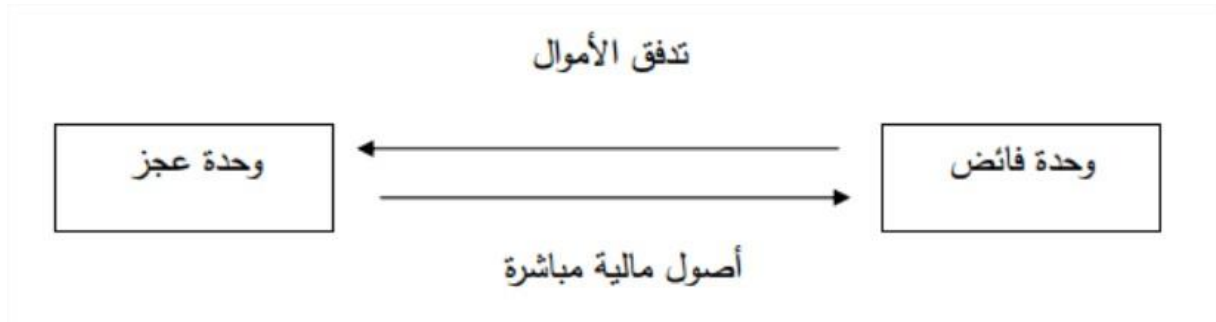 تدفق الأموال
وحدة فائض
وحدة عجز
أصول مالية مباشرة